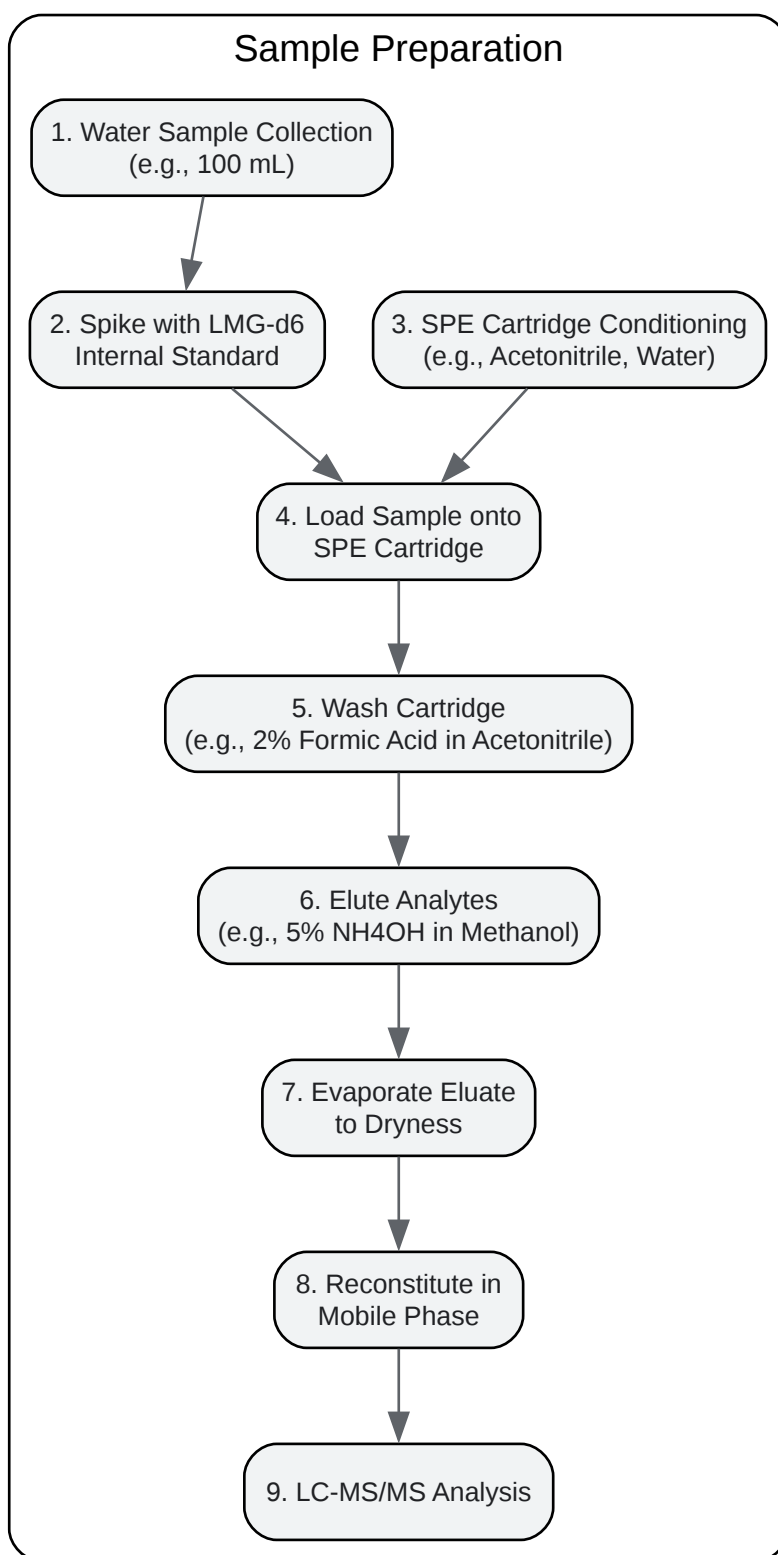 Sample Preparation
1. Water Sample Collection
(e.g., 100 mL)
2. Spike with LMG-d6
Internal Standard
3. SPE Cartridge Conditioning
(e.g., Acetonitrile, Water)
4. Load Sample onto
SPE Cartridge
5. Wash Cartridge
(e.g., 2% Formic Acid in Acetonitrile)
6. Elute Analytes
(e.g., 5% NH4OH in Methanol)
7. Evaporate Eluate
to Dryness
8. Reconstitute in
Mobile Phase
9. LC-MS/MS Analysis